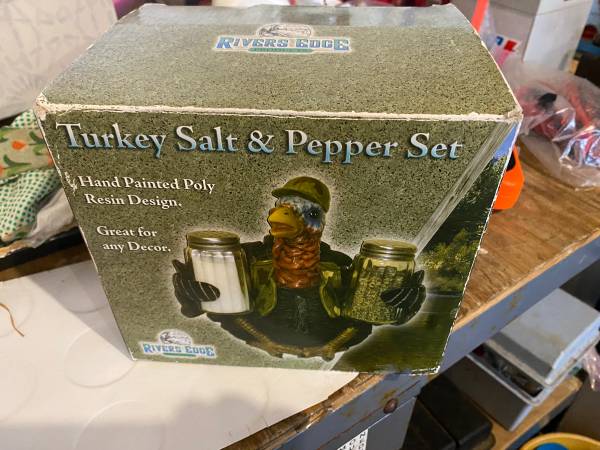 RIVERS EDGE
Turkey Salt & Pepper Set
Hand Painted Poly
Resin Design.
Great for
any Decor.
RIVERS EDGE